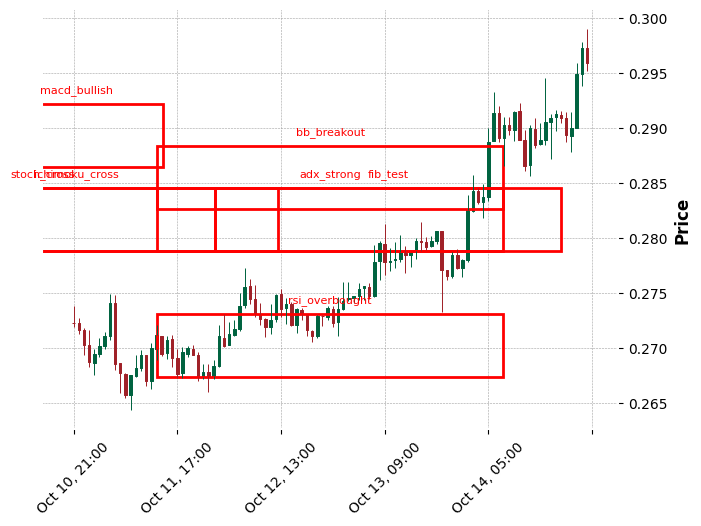 0.300
0.295
macd_bullish
0.290
bb_breakout
0.285
ichimoku_cross
adx_strong
fib_test
0.280
0.275
rsi_overbought
0.270
0.265
Price
Oct 10, 21:00
Oct 11, 17:00
Oct 12, 13:00
Oct 13, 09:00
Oct 14, 05:00